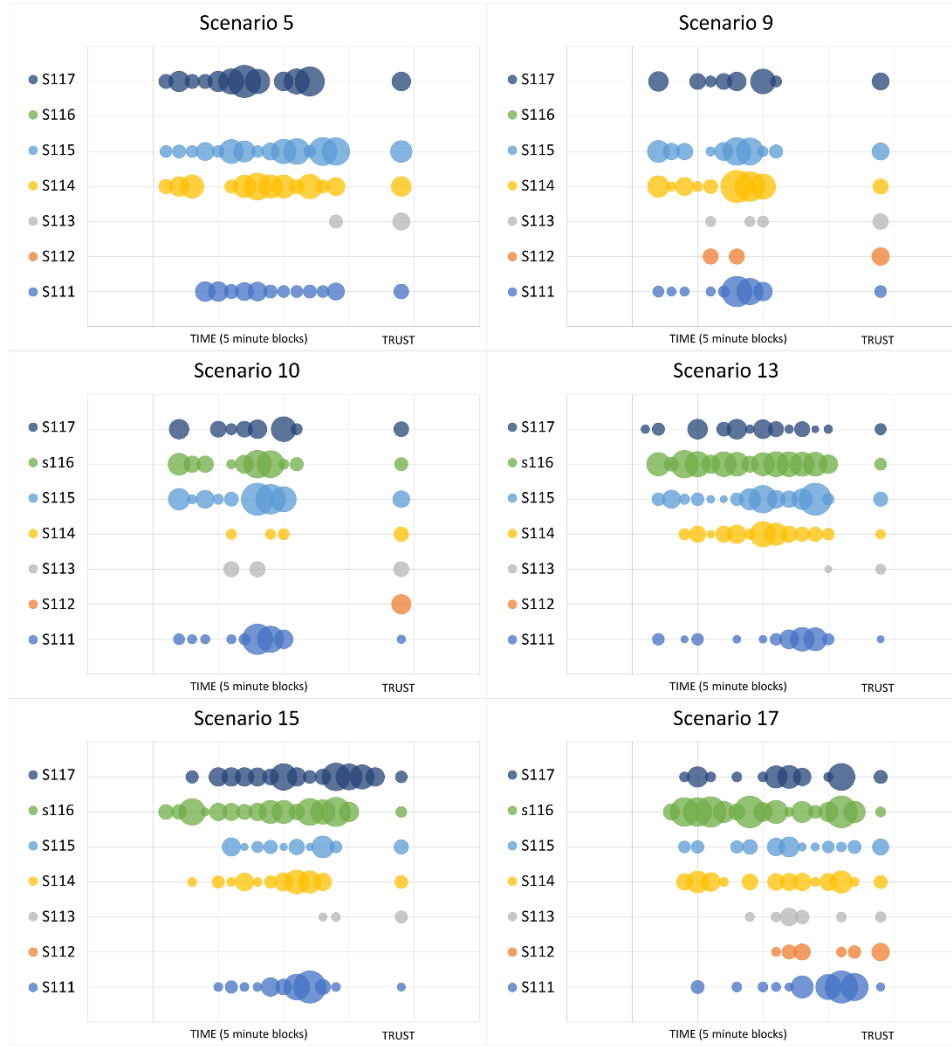 Scenario 5
S117
S116
S115
S114
S113
S112
S111
TIME (5 minute blocks) TRUST
Scenario 9
S117
S116
S115
S114
S113
S112
S111
TIME (5 minute blocks) TRUST
Scenario 10
S117
s116
S115
S114
S113
S112
S111
TIME (5 minute blocks) TRUST
Scenario 13
S117
s116
S115
S114
S113
S112
S111
TIME (5 minute blocks) TRUST
Scenario 15
S117
s116
S115
S114
S113
S112
S111
TIME (5 minute blocks) TRUST
Scenario 17
S117
s116
S115
S114
S113
S112
S111
TIME (5 minute blocks) TRUST